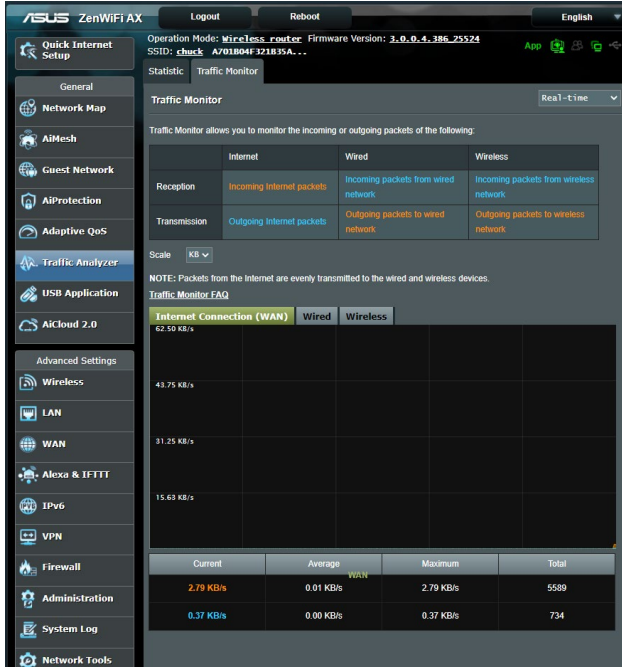 ASUS ZenWiFi AX
Logout
Reboot
English
Quick Internet
Setup
General
Network Map
AiMesh
Guest Network
AiProtection
Adaptive QoS
Traffic Analyzer
USB Application
AiCloud 2.0
Advanced Settings
Wireless
LAN
WAN
Alexa & IFTTT
IPv6
VPN
Firewall
Administration
System Log
Network Tools
Operation Mode: Wireless router Firmware Version: 3.0.0.4.386_25524
SSID: chuck A701B04F321B35A...
App
Statistic Traffic Monitor
Traffic Monitor
Real-time
Traffic Monitor allows you to monitor the incoming or outgoing packets of the following:
Internet Wired Wireless
Reception
Incoming Internet packets
Incoming packets from wired
network
Incoming packets from wireless
network
Transmission
Outgoing Internet packets
Outgoing packets to wired
network
Outgoing packets to wireless
network
Scale KB
NOTE: Packets from the Internet are evenly transmitted to the wired and wireless devices.
Traffic Monitor FAQ
Internet Connection (WAN) Wired Wireless
62.50 KB/s
43.75 KB/s
31.25 KB/s
15.63 KB/s
Current Average Maximum Total
WAN
2.79 KB/s 0.01 KB/s 2.79 KB/s 5589
0.37 KB/s 0.00 KB/s 0.37 KB/s 734